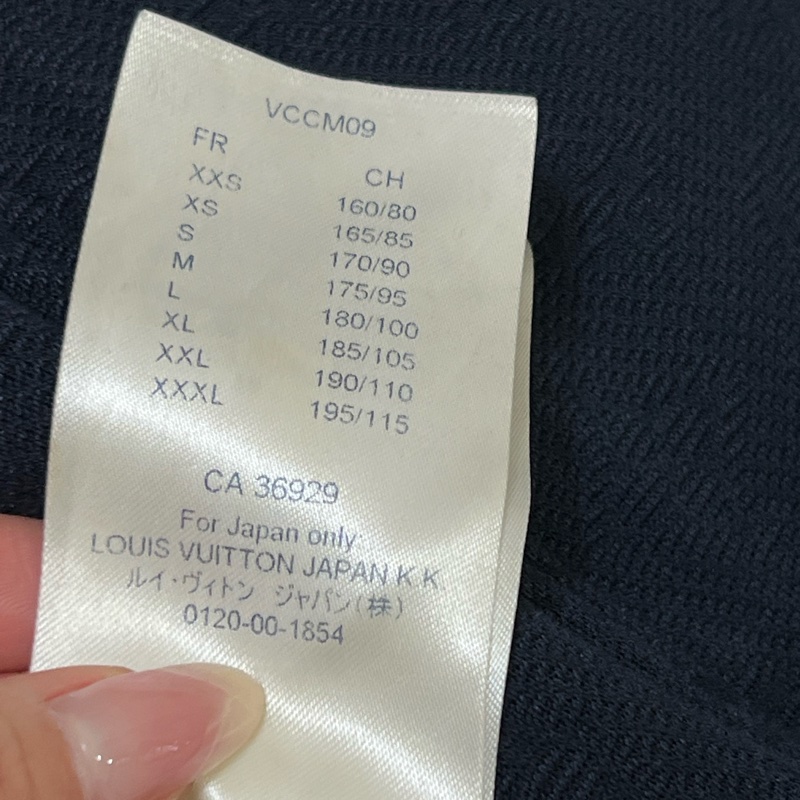 VCCM09
FR CH
XXS 160/80
XS 165/85
S 170/90
M 175/95
L 180/100
XL 185/105
XXL 190/110
XXXL 195/115
CA 36929
For Japan only
LOUIS VUITTON JAPAN K.K.
ルイ・ヴィトン ジャパン(株)
0120-00-1854